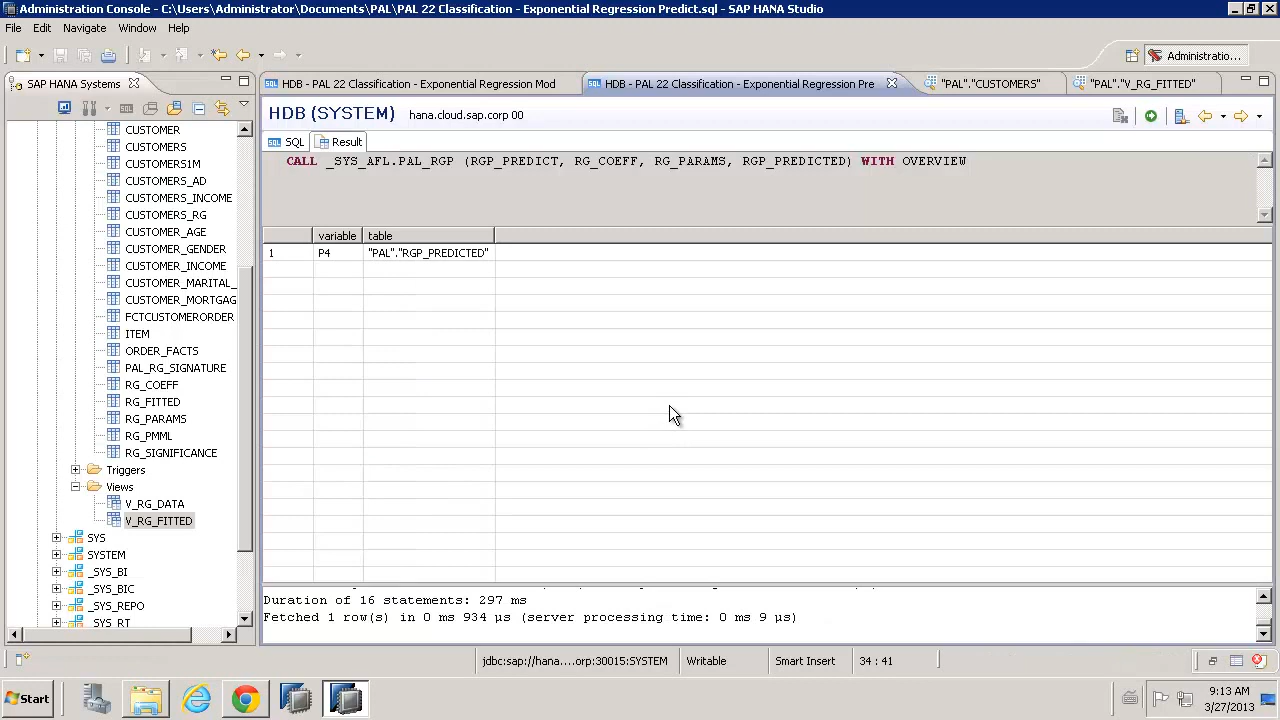 Administration Console - C:\Users\Administrator\Documents\PAL\PAL 22 Classification - Exponential Regression Predict.sql - SAP HANA Studio
File Edit Navigate Window Help
Administratio...
SAP HANA Systems
HDB - PAL 22 Classification - Exponential Regression Mod
HDB - PAL 22 Classification - Exponential Regression Pre
"PAL"."CUSTOMERS"
"PAL"."V_RG_FITTED"
HDB (SYSTEM) hana.cloud.sap.corp 00
SQL Result
CALL _SYS_AFL.PAL_RGP (RGP_PREDICT, RG_COEFF, RG_PARAMS, RGP_PREDICTED) WITH OVERVIEW
variable table
1 P4 "PAL"."RGP_PREDICTED"
CUSTOMER
CUSTOMERS
CUSTOMERS1M
CUSTOMERS_AD
CUSTOMERS_INCOME
CUSTOMERS_RG
CUSTOMER_AGE
CUSTOMER_GENDER
CUSTOMER_INCOME
CUSTOMER_MARITAL_
CUSTOMER_MORTGAG
FCTCUSTOMERORDER
ITEM
ORDER_FACTS
PAL_RG_SIGNATURE
RG_COEFF
RG_FITTED
RG_PARAMS
RG_PMML
RG_SIGNIFICANCE
Triggers
Views
V_RG_DATA
V_RG_FITTED
SYS
SYSTEM
_SYS_BI
_SYS_BIC
_SYS_REPO
_SYS_RT
Duration of 16 statements: 297 ms
Fetched 1 row(s) in 0 ms 934 µs (server processing time: 0 ms 9 µs)
jdbc:sap://hana....orp:30015:SYSTEM Writable Smart Insert 34 : 41
Start
9:13 AM
3/27/2013